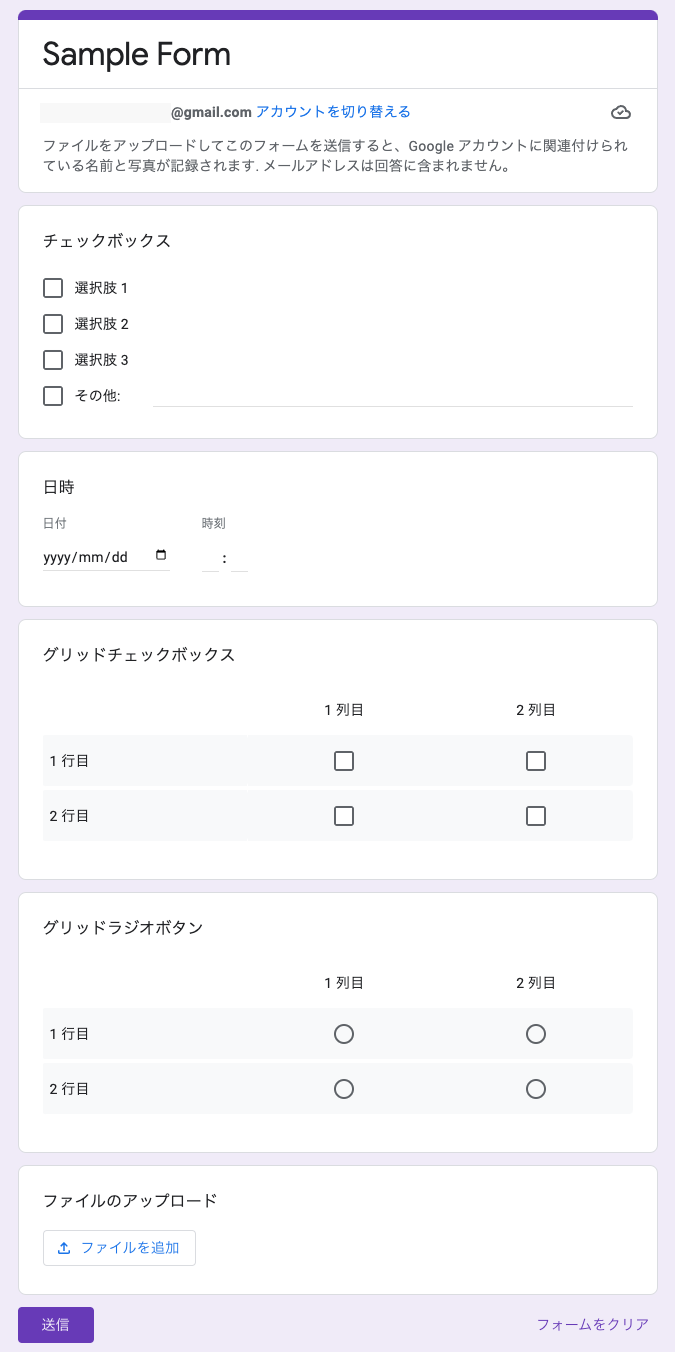 Sample Form
@gmail.com アカウントを切り替える
ファイルをアップロードしてこのフォームを送信すると、Google アカウントに関連付けられ
ている名前と写真が記録されます. メールアドレスは回答に含まれません。
チェックボックス
選択肢 1
選択肢 2
選択肢 3
その他:
日時
日付 時刻
yyyy/mm/dd :
グリッドチェックボックス
1 列目 2 列目
1 行目
2 行目
グリッドラジオボタン
1 列目 2 列目
1 行目
2 行目
ファイルのアップロード
ファイルを追加
送信 フォームをクリア